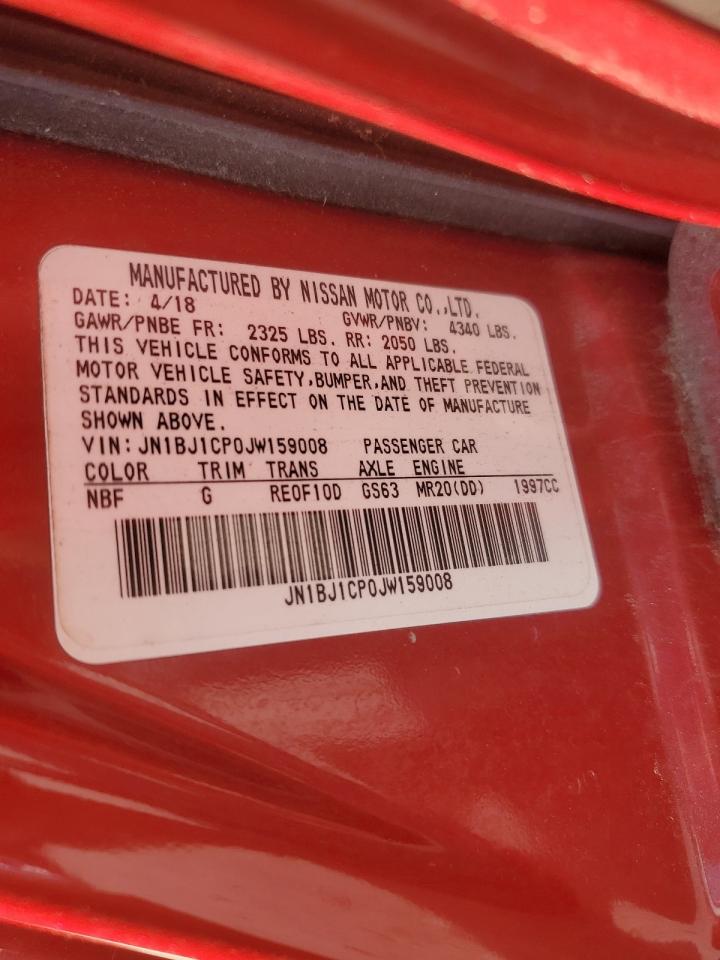 MANUFACTURED BY NISSAN MOTOR CO.,LTD.
DATE: 4/18 GVWR/PNBV: 4340 LBS.
GAWR/PNBE FR: 2325 LBS. RR: 2050 LBS.
THIS VEHICLE CONFORMS TO ALL APPLICABLE FEDERAL
MOTOR VEHICLE SAFETY,BUMPER,AND THEFT PREVENTION
STANDARDS IN EFFECT ON THE DATE OF MANUFACTURE
SHOWN ABOVE.
VIN:JN1BJ1CP0JW159008 PASSENGER CAR
COLOR TRIM TRANS AXLE ENGINE
NBF G RE0F10D GS63 MR20(DD) 1997CC
JN1BJ1CP0JW159008